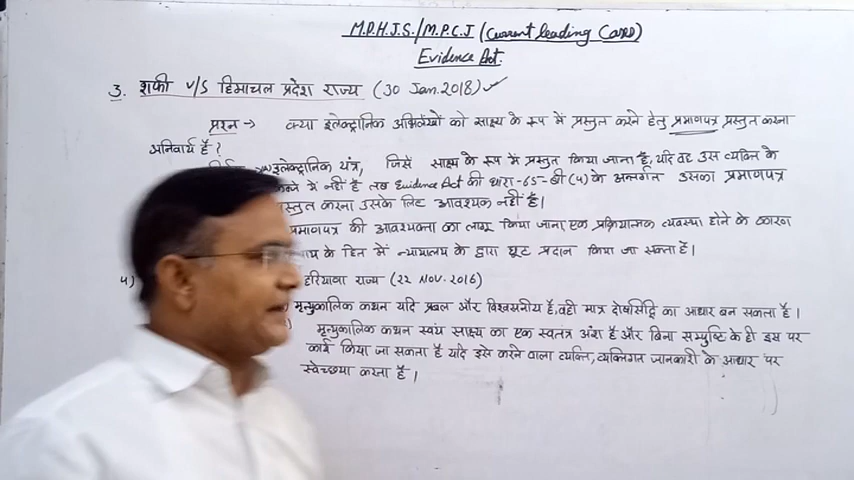 M.P.H.J.S./M.P.C.J (Current leading Cases)
Evidence Act.
3. शफी v/s हिमाचल प्रदेश राज्य (30 Jan.2018)
प्रश्न → क्या इलेक्ट्रानिक अभिलेखों को साक्ष्य के रूप में प्रस्तुत करने हेतु प्रमाणपत्र प्रस्तुत करना
अनिवार्य है?
इलेक्ट्रानिक यंत्र, जिसे साक्ष्य के रूप में प्रस्तुत किया जाना है, यदि वह उस व्यक्ति के
कब्जे में नहीं है तब Evidence Act की धारा-65-बी(4) के अन्तर्गत उसका प्रमाणपत्र
प्रस्तुत करना उसके लिए आवश्यक नहीं है।
प्रमाणपत्र की आवश्यकता का लागू किया जाना एक प्रक्रियात्मक व्यवस्था होने के कारण
न्याय के हित में न्यायालय के द्वारा छूट प्रदान किया जा सकता है।
4) हरियाणा राज्य (22 Nov. 2016)
मृत्युकालिक कथन यदि प्रबल और विश्वसनीय है, वही मात्र दोषसिद्धि का आधार बन सकता है।
मृत्युकालिक कथन स्वयं साक्ष्य का एक स्वतंत्र अंश है और बिना सम्पुष्टि के ही इस पर
कार्य किया जा सकता है यदि इसे करने वाला व्यक्ति, व्यक्तिगत जानकारी के आधार पर
स्वेच्छया करता है।